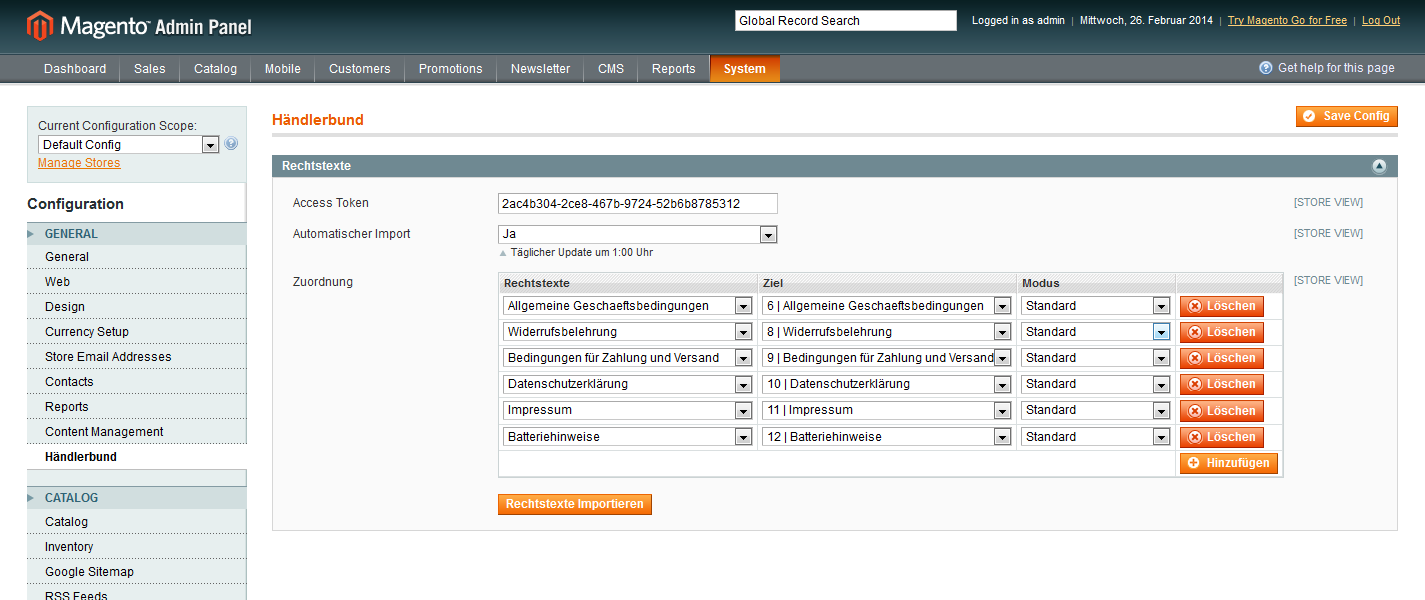 Magento™ Admin Panel
Global Record Search
Logged in as admin | Mittwoch, 26. Februar 2014 | Try Magento Go for Free | Log Out
Dashboard Sales Catalog Mobile Customers Promotions Newsletter CMS Reports System Get help for this page
Current Configuration Scope:
Default Config
Manage Stores
Configuration
GENERAL
General
Web
Design
Currency Setup
Store Email Addresses
Contacts
Reports
Content Management
Händlerbund
CATALOG
Catalog
Inventory
Google Sitemap
RSS Feeds
Händlerbund Save Config
Rechtstexte
Access Token 2ac4b304-2ce8-467b-9724-52b6b8785312 [STORE VIEW]
Automatischer Import Ja [STORE VIEW]
Täglicher Update um 1:00 Uhr
Zuordnung [STORE VIEW]
Rechtstexte Ziel Modus
Allgemeine Geschaeftsbedingungen 6 | Allgemeine Geschaeftsbedingungen Standard Löschen
Widerrufsbelehrung 8 | Widerrufsbelehrung Standard Löschen
Bedingungen für Zahlung und Versand 9 | Bedingungen für Zahlung und Versand Standard Löschen
Datenschutzerklärung 10 | Datenschutzerklärung Standard Löschen
Impressum 11 | Impressum Standard Löschen
Batteriehinweise 12 | Batteriehinweise Standard Löschen
Hinzufügen
Rechtstexte Importieren